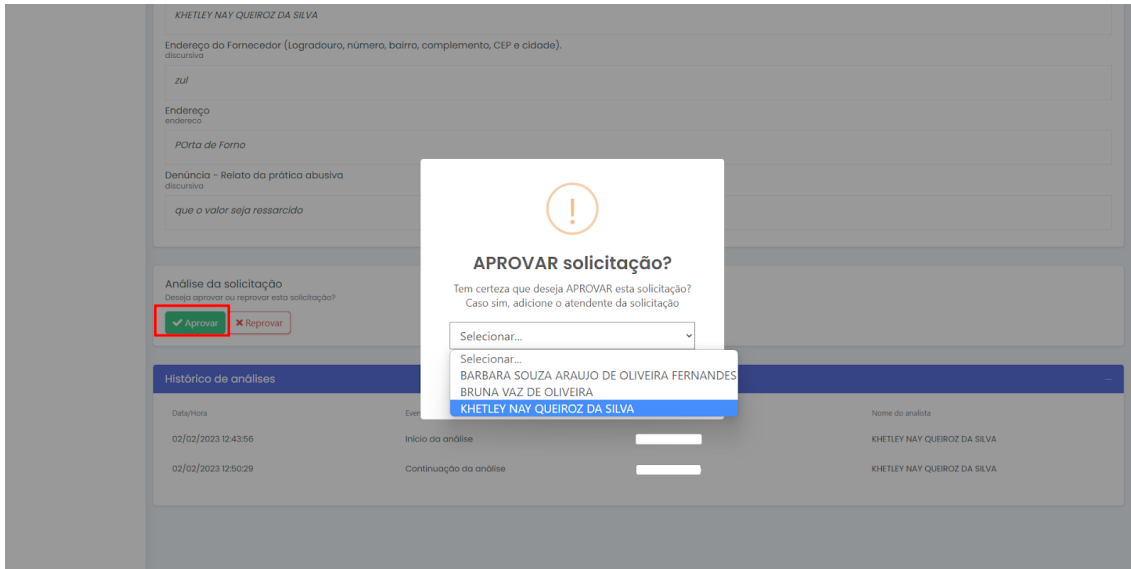 KHETLEY NAY QUEIROZ DA SILVA
Endereço do Fornecedor (Logradouro, número, bairro, complemento, CEP e cidade).
discursiva
zul
Endereço
endereco
POrta de Forno
Denúncia - Relato da prática abusiva
discursiva
que o valor seja ressarcido
!
APROVAR solicitação?
Tem certeza que deseja APROVAR esta solicitação?
Caso sim, adicione o atendente da solicitação
Selecionar...
Selecionar...
BARBARA SOUZA ARAUJO DE OLIVEIRA FERNANDES
BRUNA VAZ DE OLIVEIRA
KHETLEY NAY QUEIROZ DA SILVA
Análise da solicitação
Deseja aprovar ou reprovar esta solicitação?
Aprovar Reprovar
Histórico de análises
Data/Hora Nome do analista
02/02/2023 12:43:56 Início da análise KHETLEY NAY QUEIROZ DA SILVA
02/02/2023 12:50:29 Continuação da análise KHETLEY NAY QUEIROZ DA SILVA